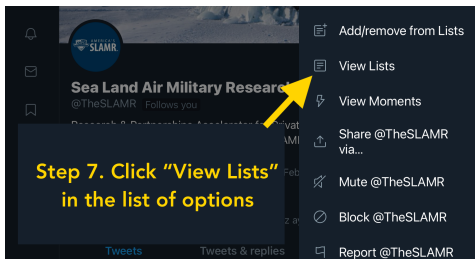 AMERICA'S
SLAMR
Sea Land Air Military Resear
@TheSLAMR Follows you
Step 7. Click “View Lists”
in the list of options
Tweets Tweets & replies
Add/remove from Lists
View Lists
View Moments
Share @TheSLAMR
via...
Mute @TheSLAMR
Block @TheSLAMR
Report @TheSLAMR